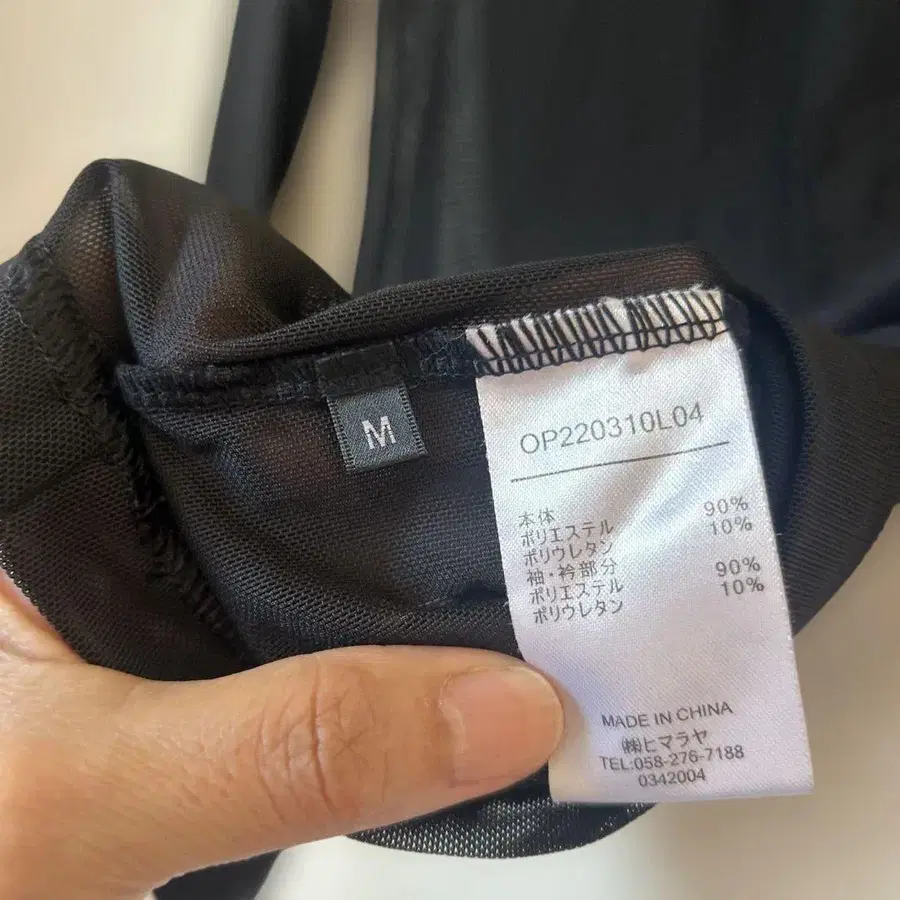 M
OP220310L04
本体
ポリエステル 90%
ポリウレタン 10%
袖・衿部分
ポリエステル 90%
ポリウレタン 10%
MADE IN CHINA
㈱ヒマラヤ
TEL:058-276-7188
0342004